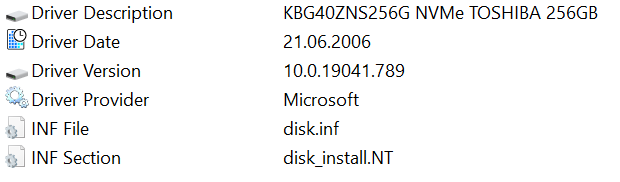 Driver Description KBG40ZNS256G NVMe TOSHIBA 256GB
Driver Date 21.06.2006
Driver Version 10.0.19041.789
Driver Provider Microsoft
INF File disk.inf
INF Section disk_install.NT